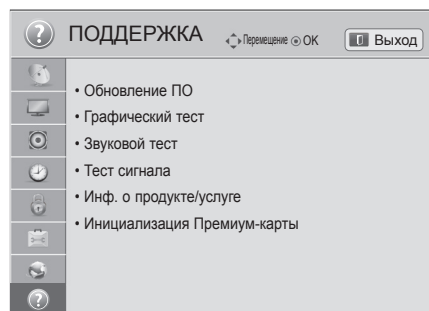 ПОДДЕРЖКА Перемещение OK Выход
• Обновление ПО
• Графический тест
• Звуковой тест
• Тест сигнала
• Инф. о продукте/услуге
• Инициализация Премиум-карты